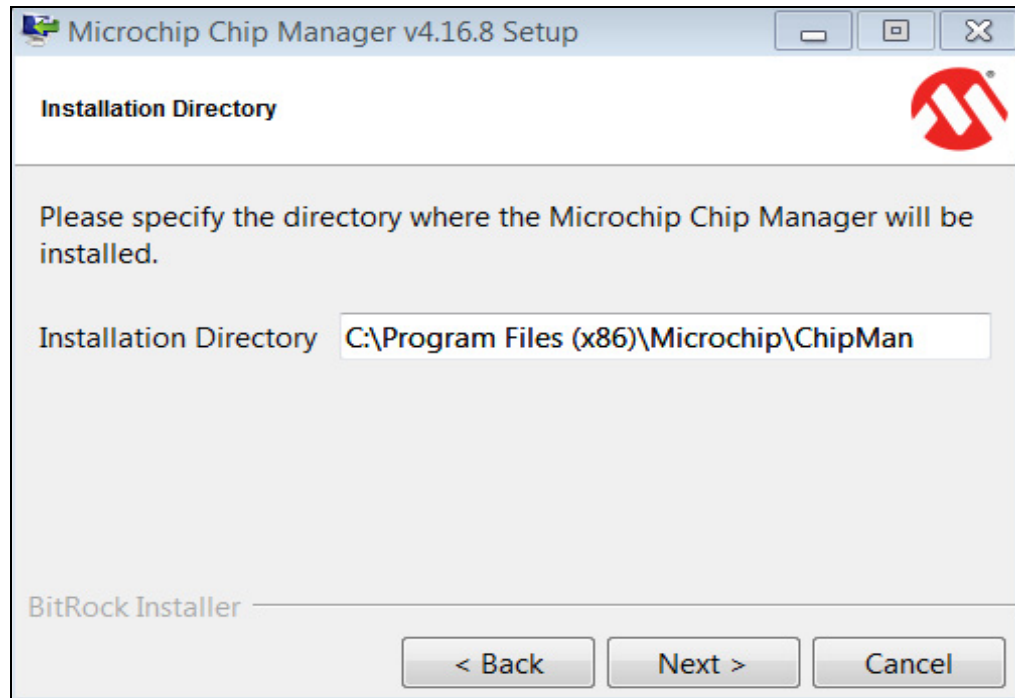 Microchip Chip Manager v4.16.8 Setup
Installation Directory
Please specify the directory where the Microchip Chip Manager will be
installed.
Installation Directory C:\Program Files (x86)\Microchip\ChipMan
BitRock Installer
< Back Next > Cancel